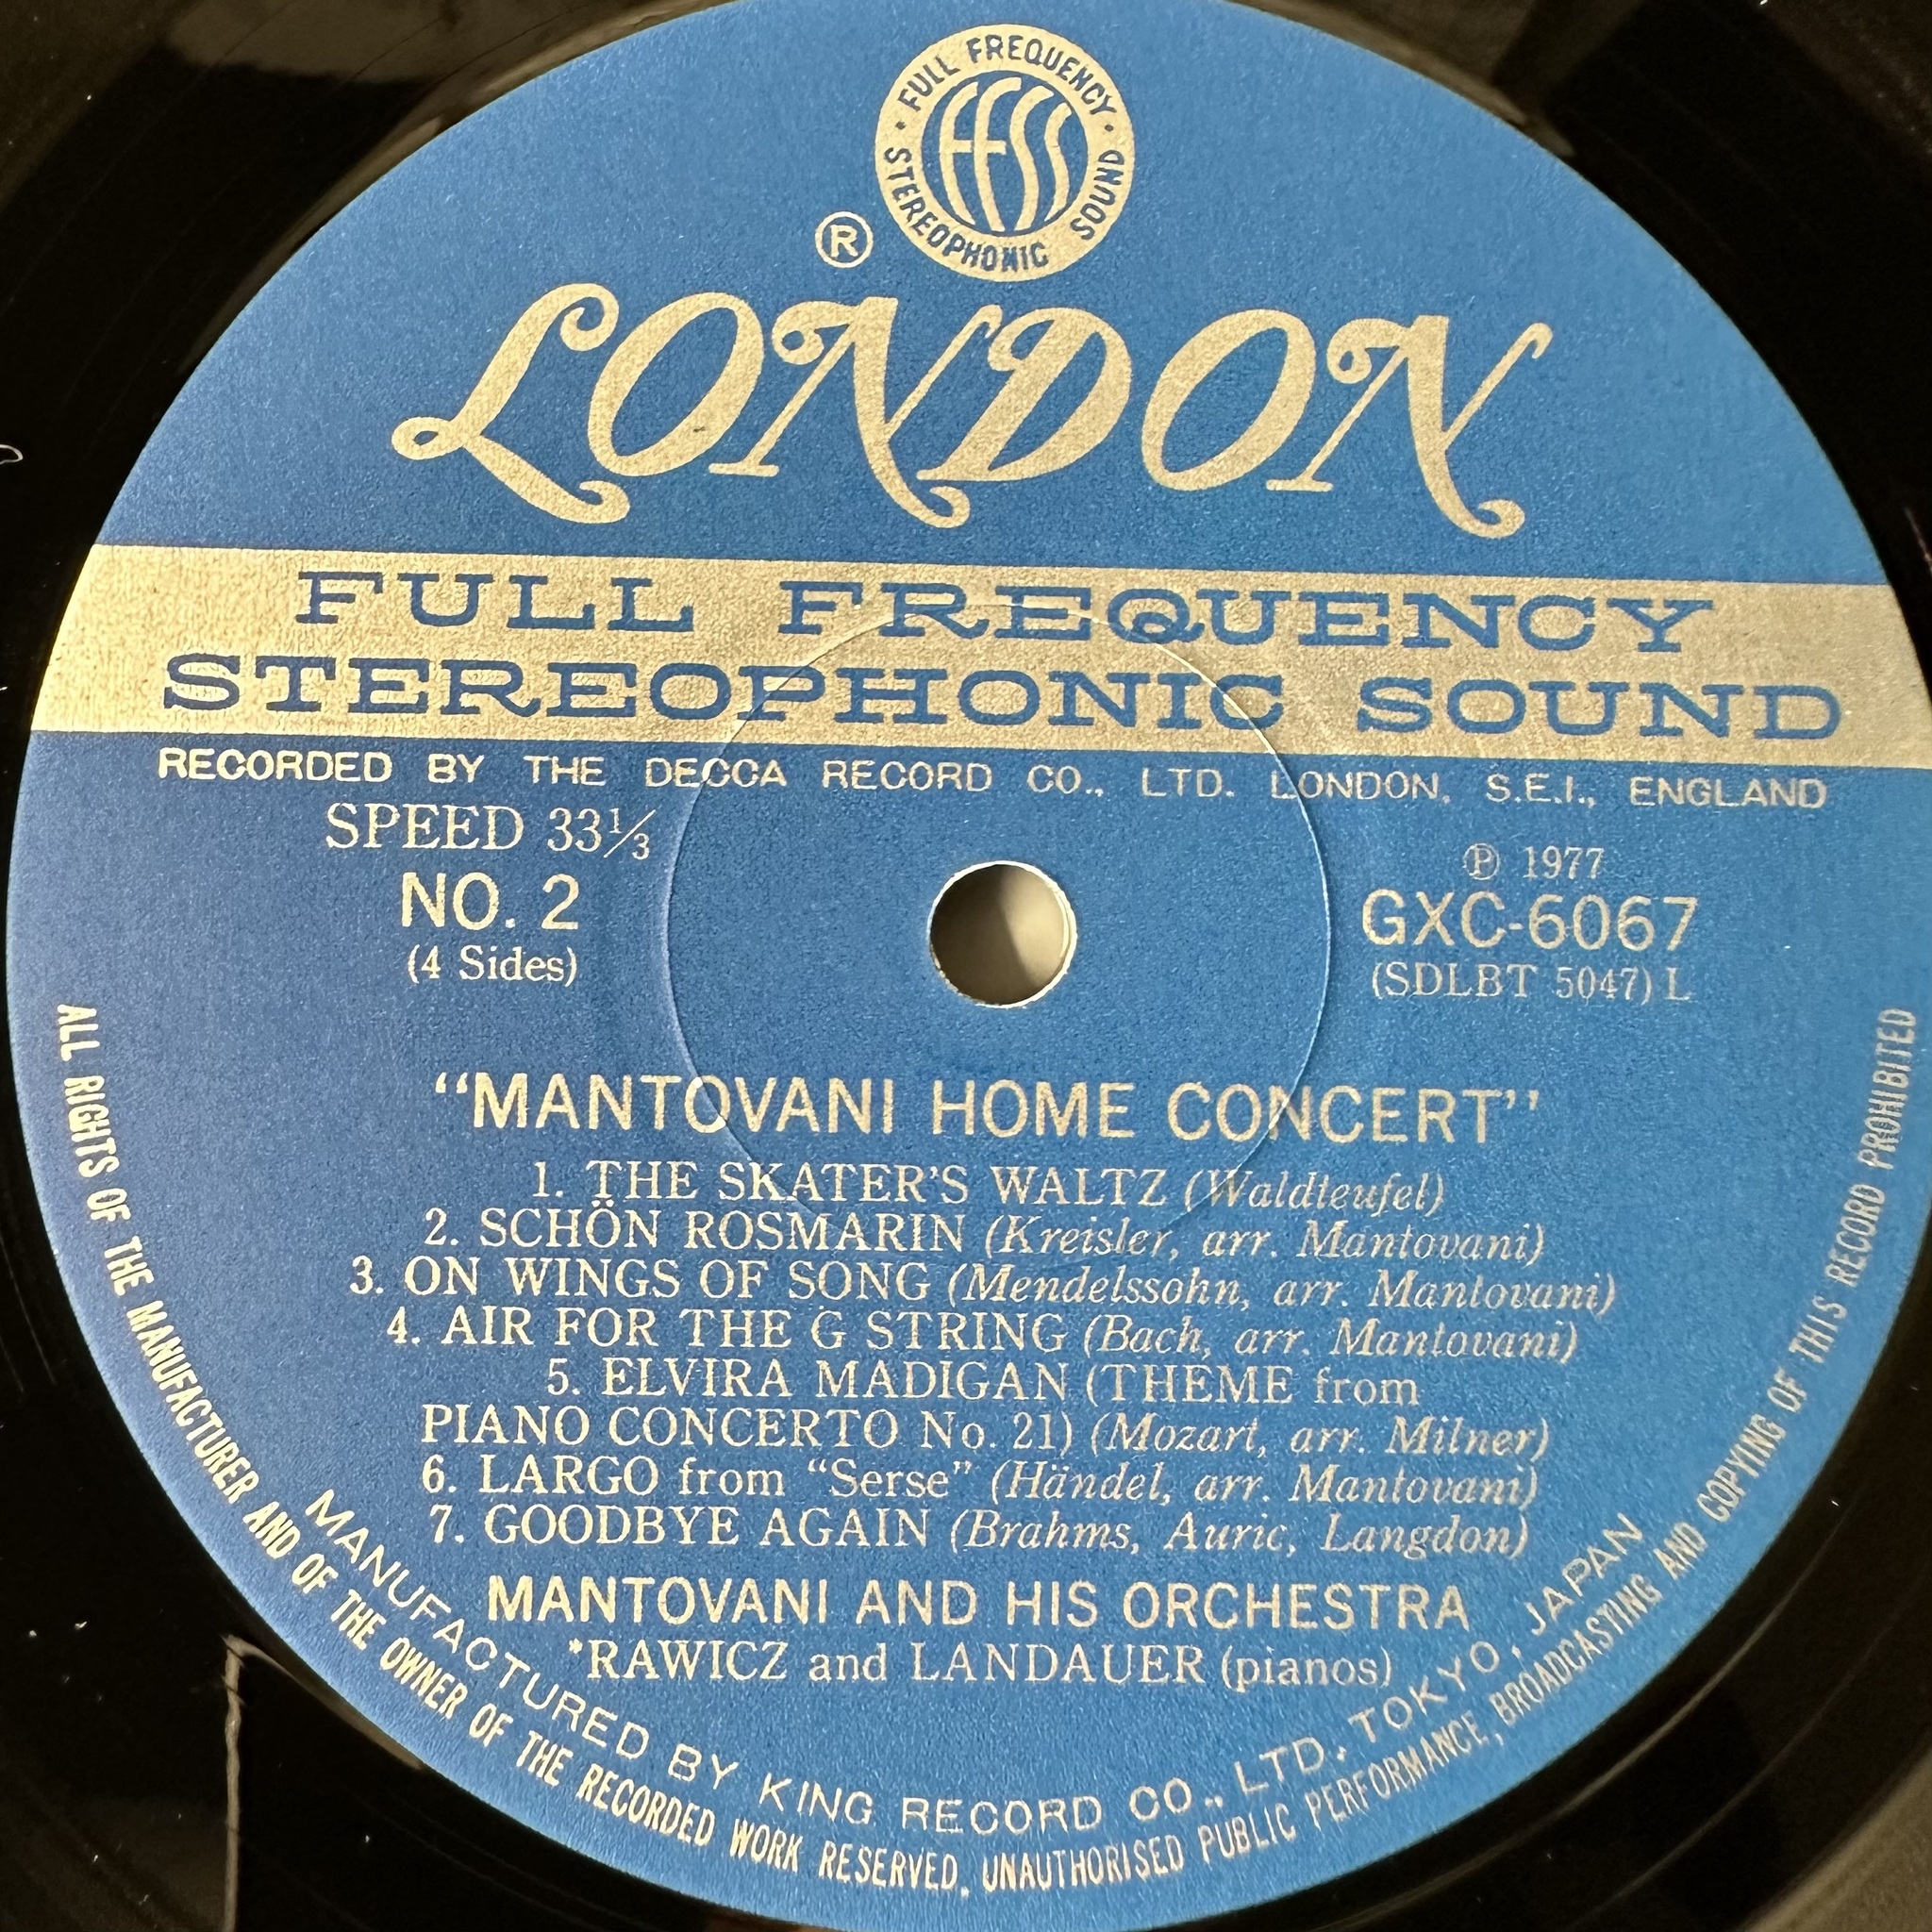 · FULL FREQUENCY ·
STEREOPHONIC SOUND
FFSS
®
LONDON
FULL FREQUENCY
STEREOPHONIC SOUND
RECORDED BY THE DECCA RECORD CO., LTD. LONDON, S.E.I., ENGLAND
SPEED 33⅓
NO. 2
(4 Sides)
℗ 1977
GXC-6067
(SDLBT 5047) L
“MANTOVANI HOME CONCERT”
1. THE SKATER'S WALTZ (Waldteufel)
2. SCHÖN ROSMARIN (Kreisler, arr. Mantovani)
3. ON WINGS OF SONG (Mendelssohn, arr. Mantovani)
4. AIR FOR THE G STRING (Bach, arr. Mantovani)
5. ELVIRA MADIGAN (THEME from
PIANO CONCERTO No. 21) (Mozart, arr. Milner)
6. LARGO from “Serse” (Händel, arr. Mantovani)
7. GOODBYE AGAIN (Brahms, Auric, Langdon)
MANTOVANI AND HIS ORCHESTRA
*RAWICZ and LANDAUER (pianos)
MANUFACTURED BY KING RECORD CO., LTD, TOKYO, JAPAN
ALL RIGHTS OF THE MANUFACTURER AND OF THE OWNER OF THE RECORDED WORK RESERVED. UNAUTHORISED PUBLIC PERFORMANCE, BROADCASTING AND COPYING OF THIS RECORD PROHIBITED